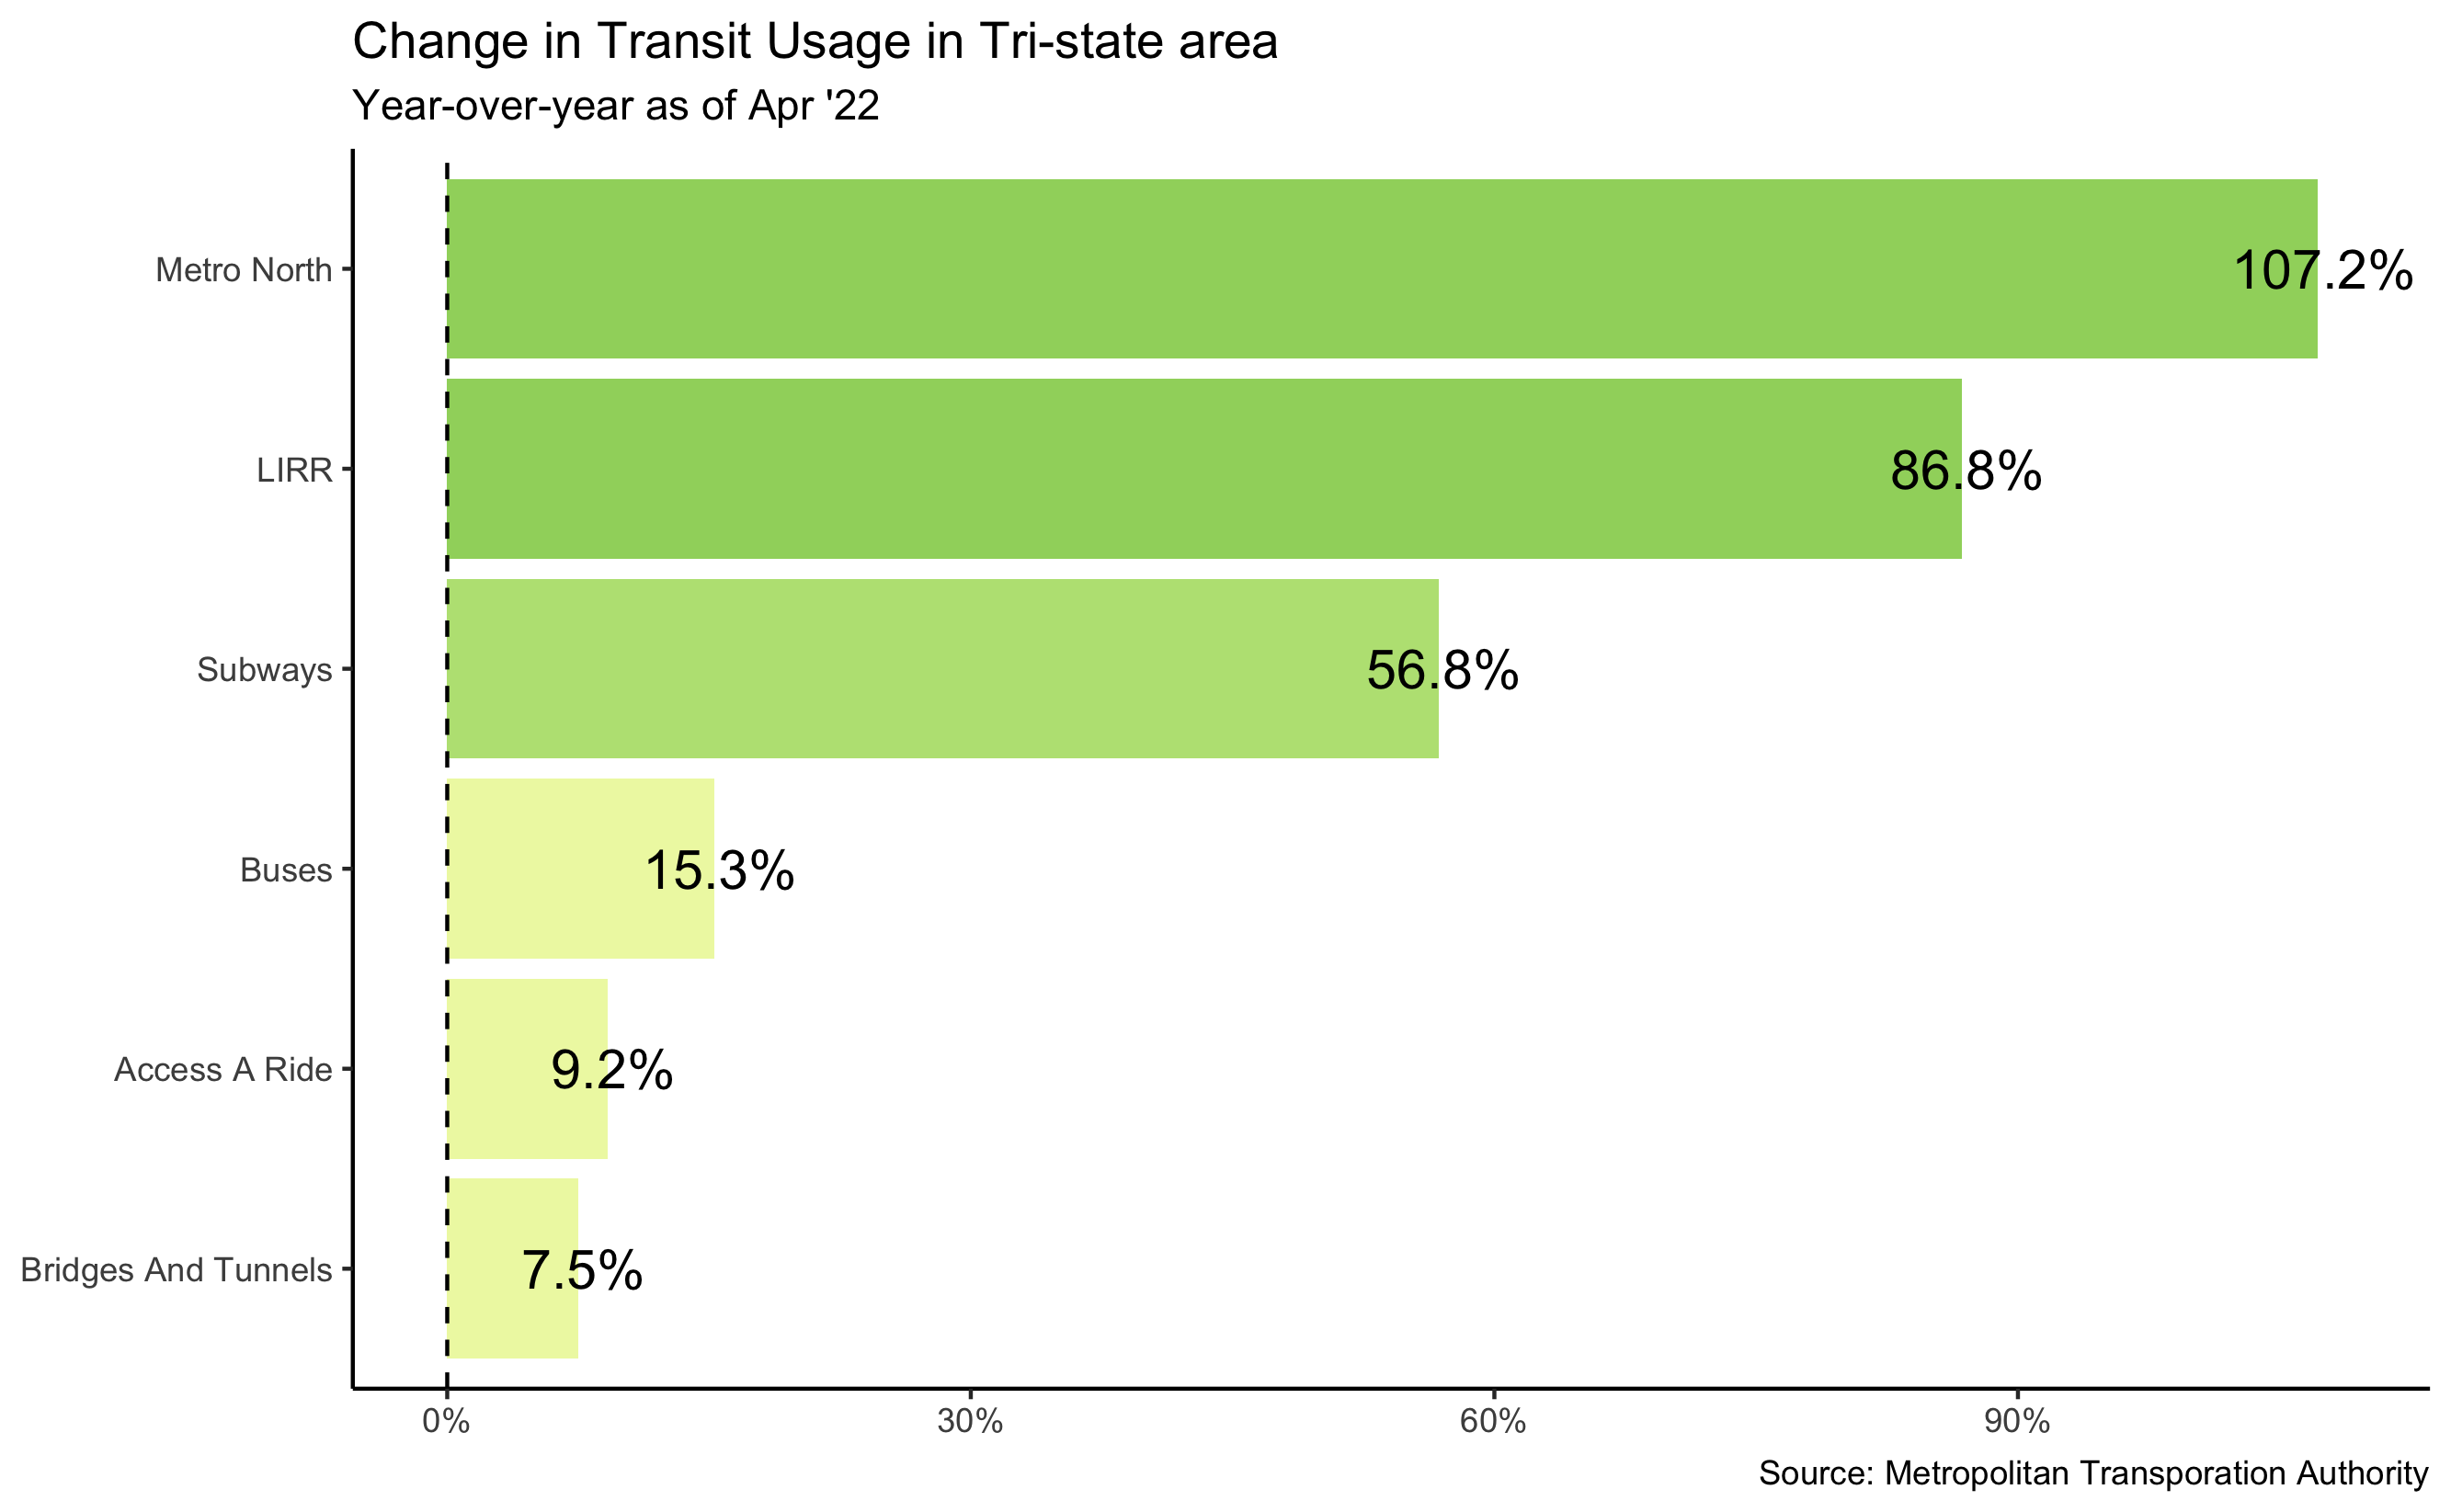 Change in Transit Usage in Tri-state area
Year-over-year as of Apr '22
Metro North
107.2%
LIRR
86.8%
Subways
56.8%
Buses
15.3%
Access A Ride
9.2%
Bridges And Tunnels
7.5%
0% 30% 60% 90%
Source: Metropolitan Transporation Authority